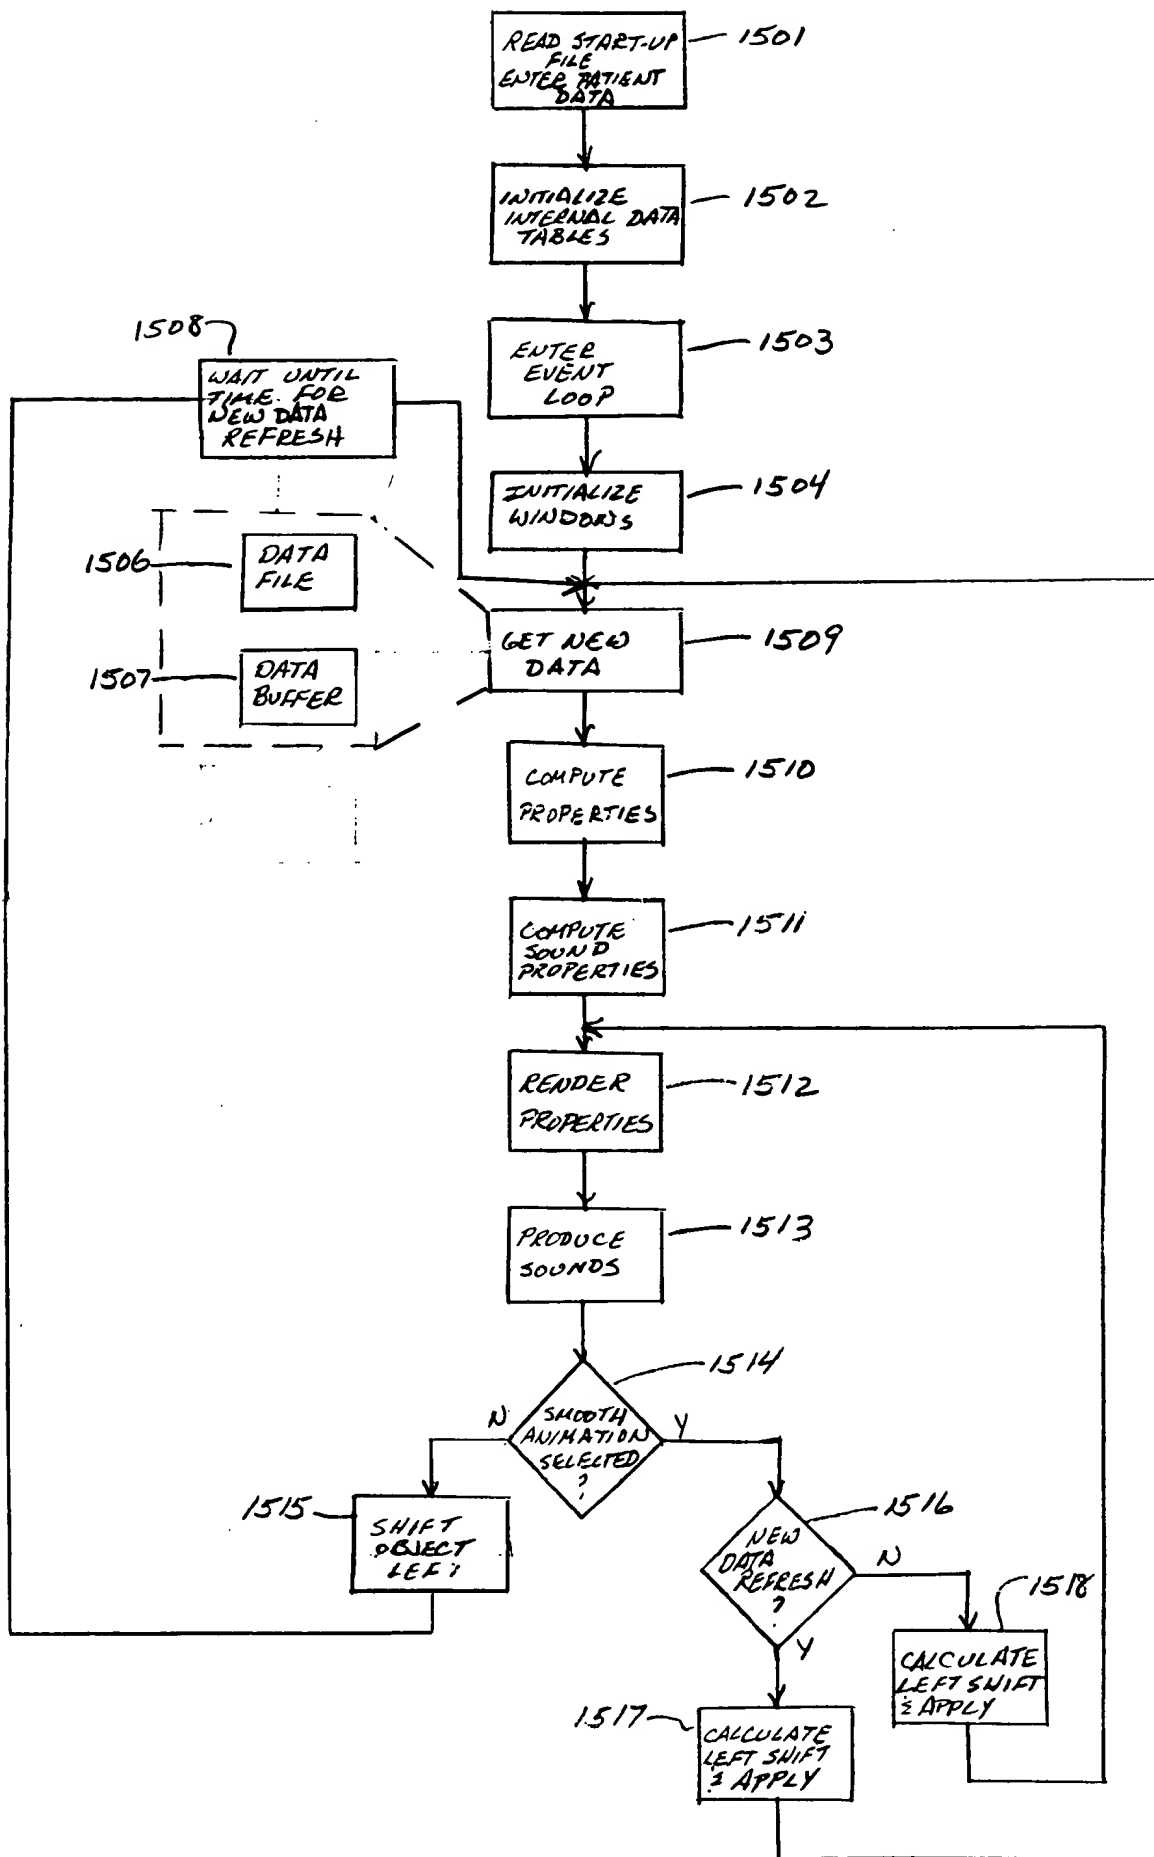 READ START-UP
FILE
ENTER PATIENT
DATA
1501
INITIALIZE
INTERNAL DATA
TABLES
1502
1508
WAIT UNTIL
TIME FOR
NEW DATA
REFRESH
ENTER
EVENT
LOOP
1503
INITIALIZE
WINDOWS
1504
1506
DATA
FILE
1507
DATA
BUFFER
GET NEW
DATA
1509
COMPUTE
PROPERTIES
1510
COMPUTE
SOUND
PROPERTIES
1511
RENDER
PROPERTIES
1512
PRODUCE
SOUNDS
1513
1514
N
SMOOTH
ANIMATION
SELECTED
?
Y
1515
SHIFT
OBJECT
LEFT
1516
NEW
DATA
REFRESH
?
N
Y
1518
CALCULATE
LEFT SHIFT
& APPLY
1517
CALCULATE
LEFT SHIFT
& APPLY